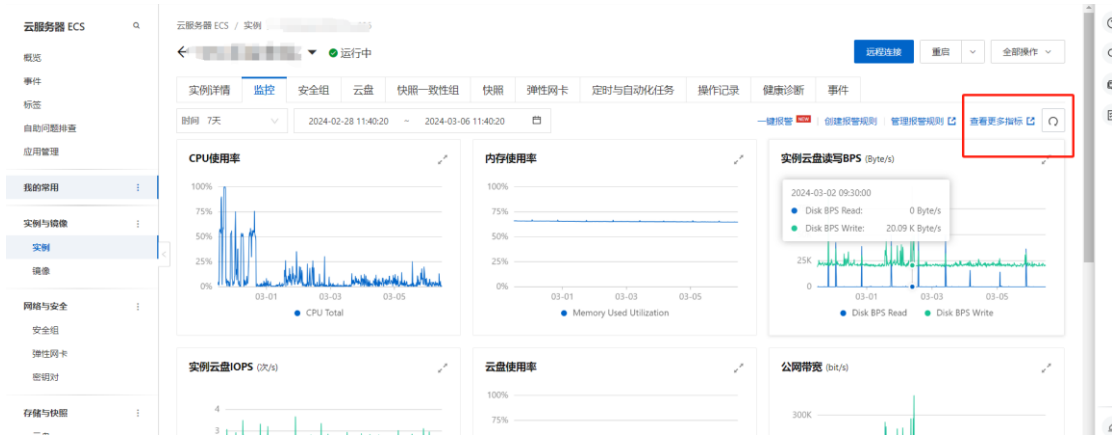 云服务器 ECS
概览
事件
标签
自助问题排查
应用管理
我的常用
实例与镜像
实例
镜像
网络与安全
安全组
弹性网卡
密钥对
存储与快照
云服务器 ECS / 实例
运行中
远程连接 重启 全部操作
实例详情 监控 安全组 云盘 快照一致性组 快照 弹性网卡 定时与自动化任务 操作记录 健康诊断 事件
时间 7天 2024-02-28 11:40:20 ~ 2024-03-06 11:40:20
一键报警 NEW 创建报警规则 管理报警规则 查看更多指标
CPU使用率
100%
75%
50%
25%
0%
03-01 03-03 03-05
CPU Total
内存使用率
100%
75%
50%
25%
0%
03-01 03-03 03-05
Memory Used Utilization
实例云盘读写BPS (Byte/s)
2024-03-02 09:30:00
Disk BPS Read: 0 Byte/s
Disk BPS Write: 20.09 K Byte/s
25K
0
03-01 03-03 03-05
Disk BPS Read Disk BPS Write
实例云盘IOPS (次/s)
4
3
云盘使用率
100%
75%
公网带宽 (bit/s)
300K